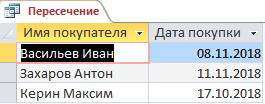 Пересечение
Имя покупателя Дата покупки
Васильев Иван 08.11.2018
Захаров Антон 11.11.2018
Керин Максим 17.10.2018